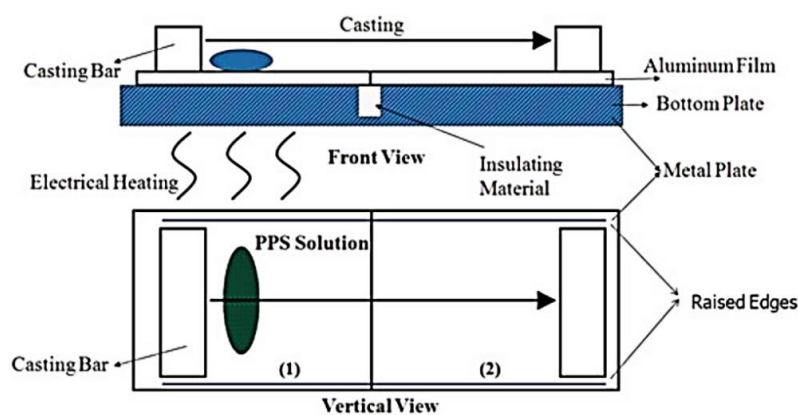 Casting
Casting Bar
Aluminum Film
Bottom Plate
Front View
Insulating
Material
Electrical Heating
Metal Plate
PPS Solution
Raised Edges
Casting Bar
(1)
(2)
Vertical View